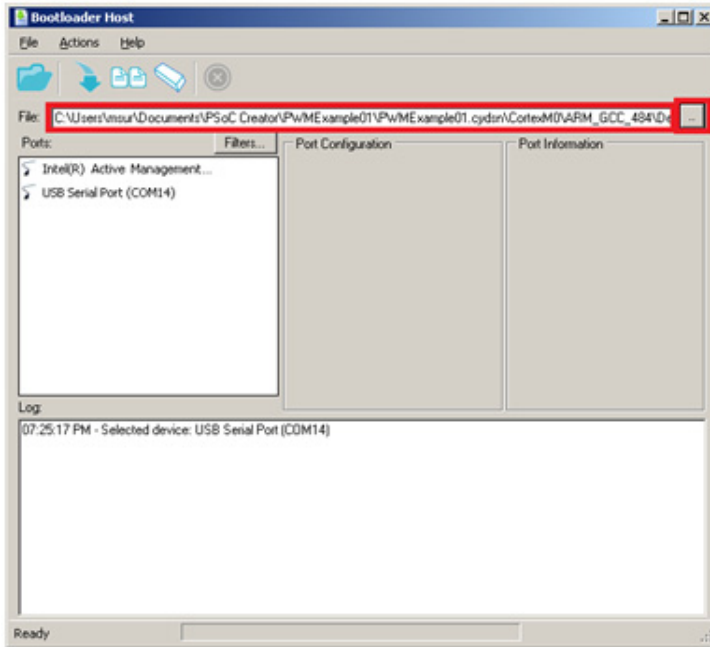 Bootloader Host
File Actions Help
File: C:\Users\msur\Documents\PSoC Creator\PWMExample01\PWMExample01.cydsn\CortexM0\ARM_GCC_484\De ...
Ports: Filters... Port Configuration Port Information
Intel(R) Active Management...
USB Serial Port (COM14)
Log:
07:25:17 PM - Selected device: USB Serial Port (COM14)
Ready